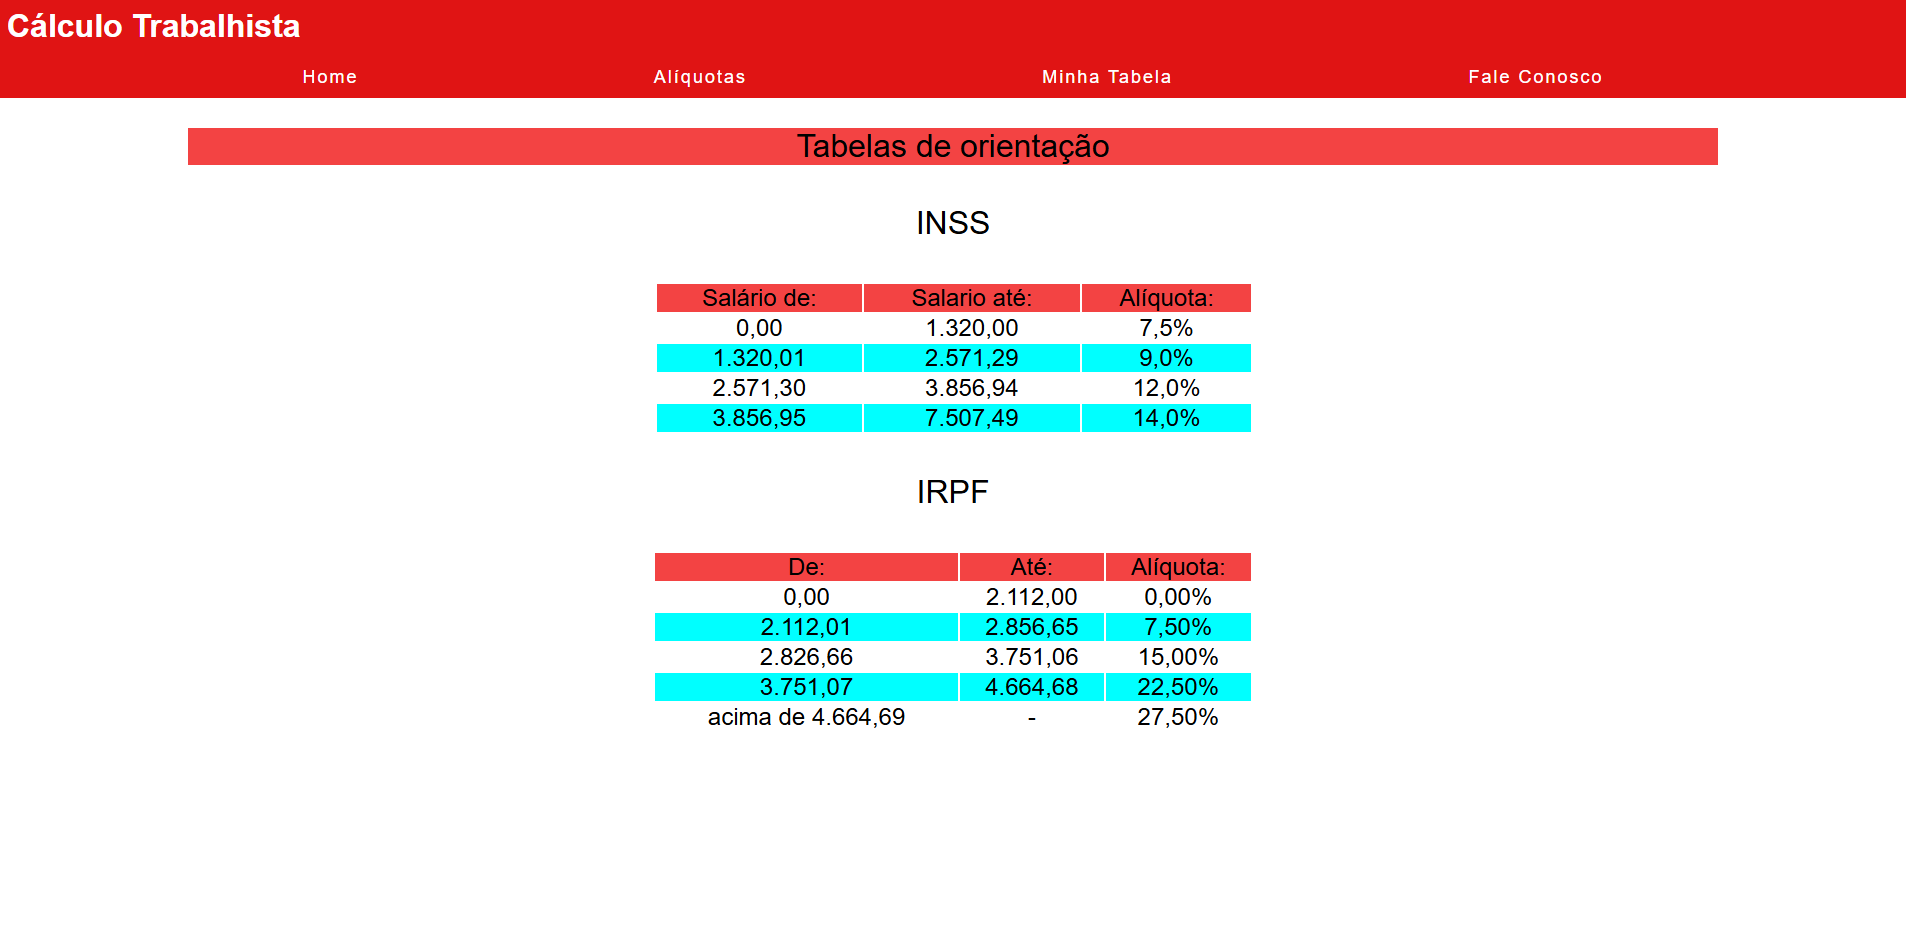 Cálculo Trabalhista
Home Alíquotas Minha Tabela Fale Conosco
Tabelas de orientação
INSS
Salário de: Salario até: Alíquota:
0,00 1.320,00 7,5%
1.320,01 2.571,29 9,0%
2.571,30 3.856,94 12,0%
3.856,95 7.507,49 14,0%
IRPF
De: Até: Alíquota:
0,00 2.112,00 0,00%
2.112,01 2.856,65 7,50%
2.826,66 3.751,06 15,00%
3.751,07 4.664,68 22,50%
acima de 4.664,69 - 27,50%